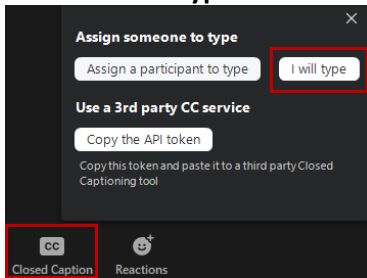 Assign someone to type
Assign a participant to type
I will type
Use a 3rd party CC service
Copy the API token
Copy this token and paste it to a third party Closed
Captioning tool
CC
Closed Caption
Reactions